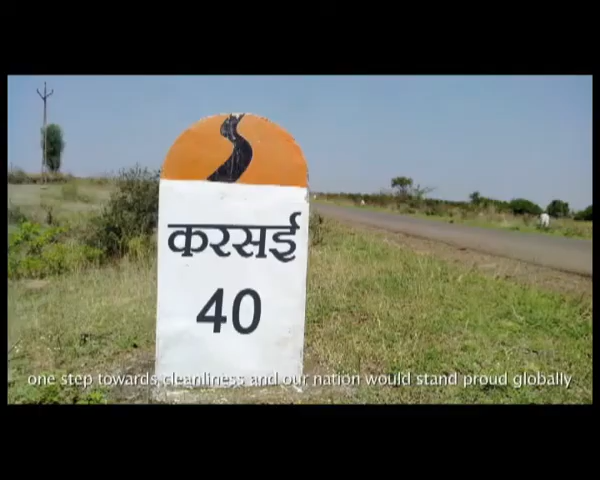 करसई
40
one step towards cleanliness and our nation would stand proud globally